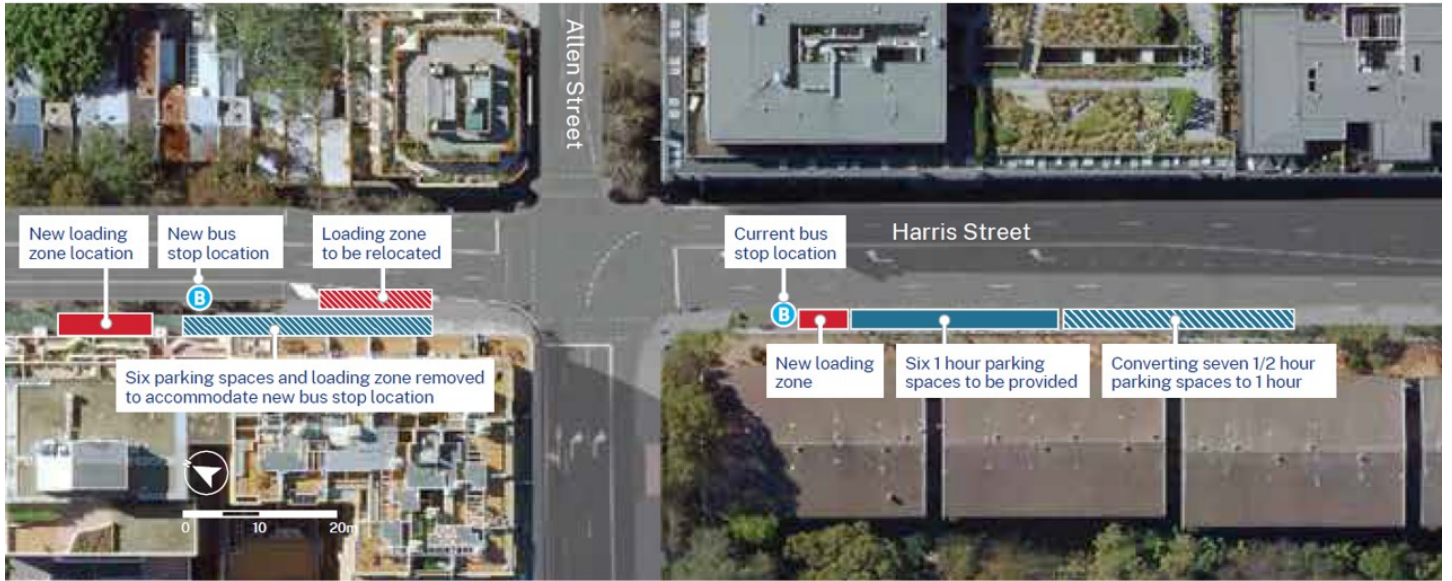 Allen Street
New loading
zone location
New bus
stop location
Loading zone
to be relocated
Current bus
stop location
Harris Street
B
B
Six parking spaces and loading zone removed
to accommodate new bus stop location
New loading
zone
Six 1 hour parking
spaces to be provided
Converting seven 1/2 hour
parking spaces to 1 hour
N
0 10 20m